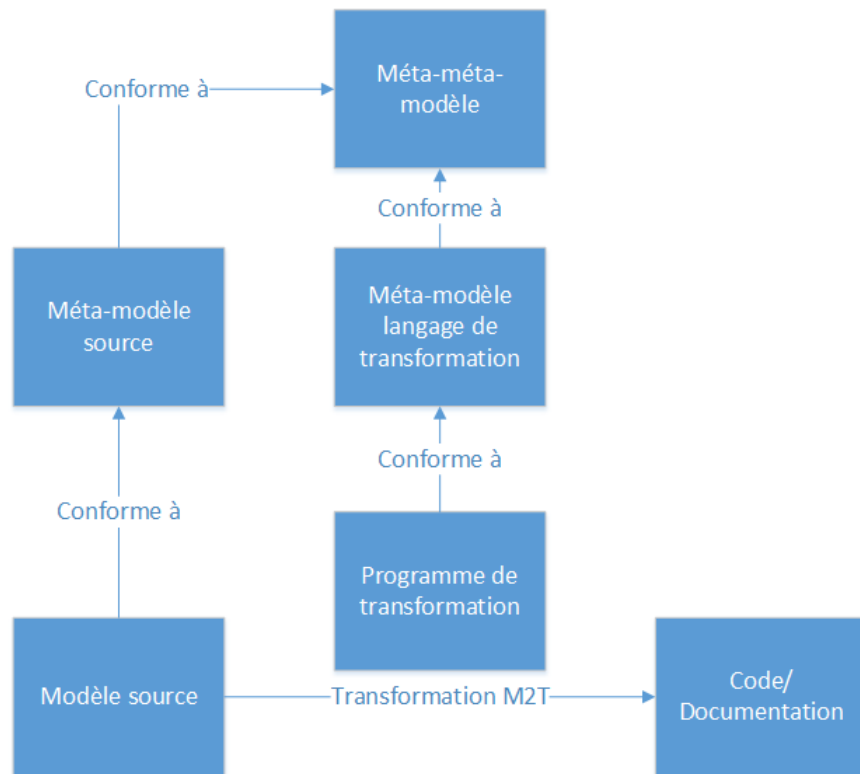 Méta-méta-
modèle
Conforme à
Conforme à
Méta-modèle
source
Méta-modèle
langage de
transformation
Conforme à
Conforme à
Programme de
transformation
Modèle source
Transformation M2T
Code/
Documentation